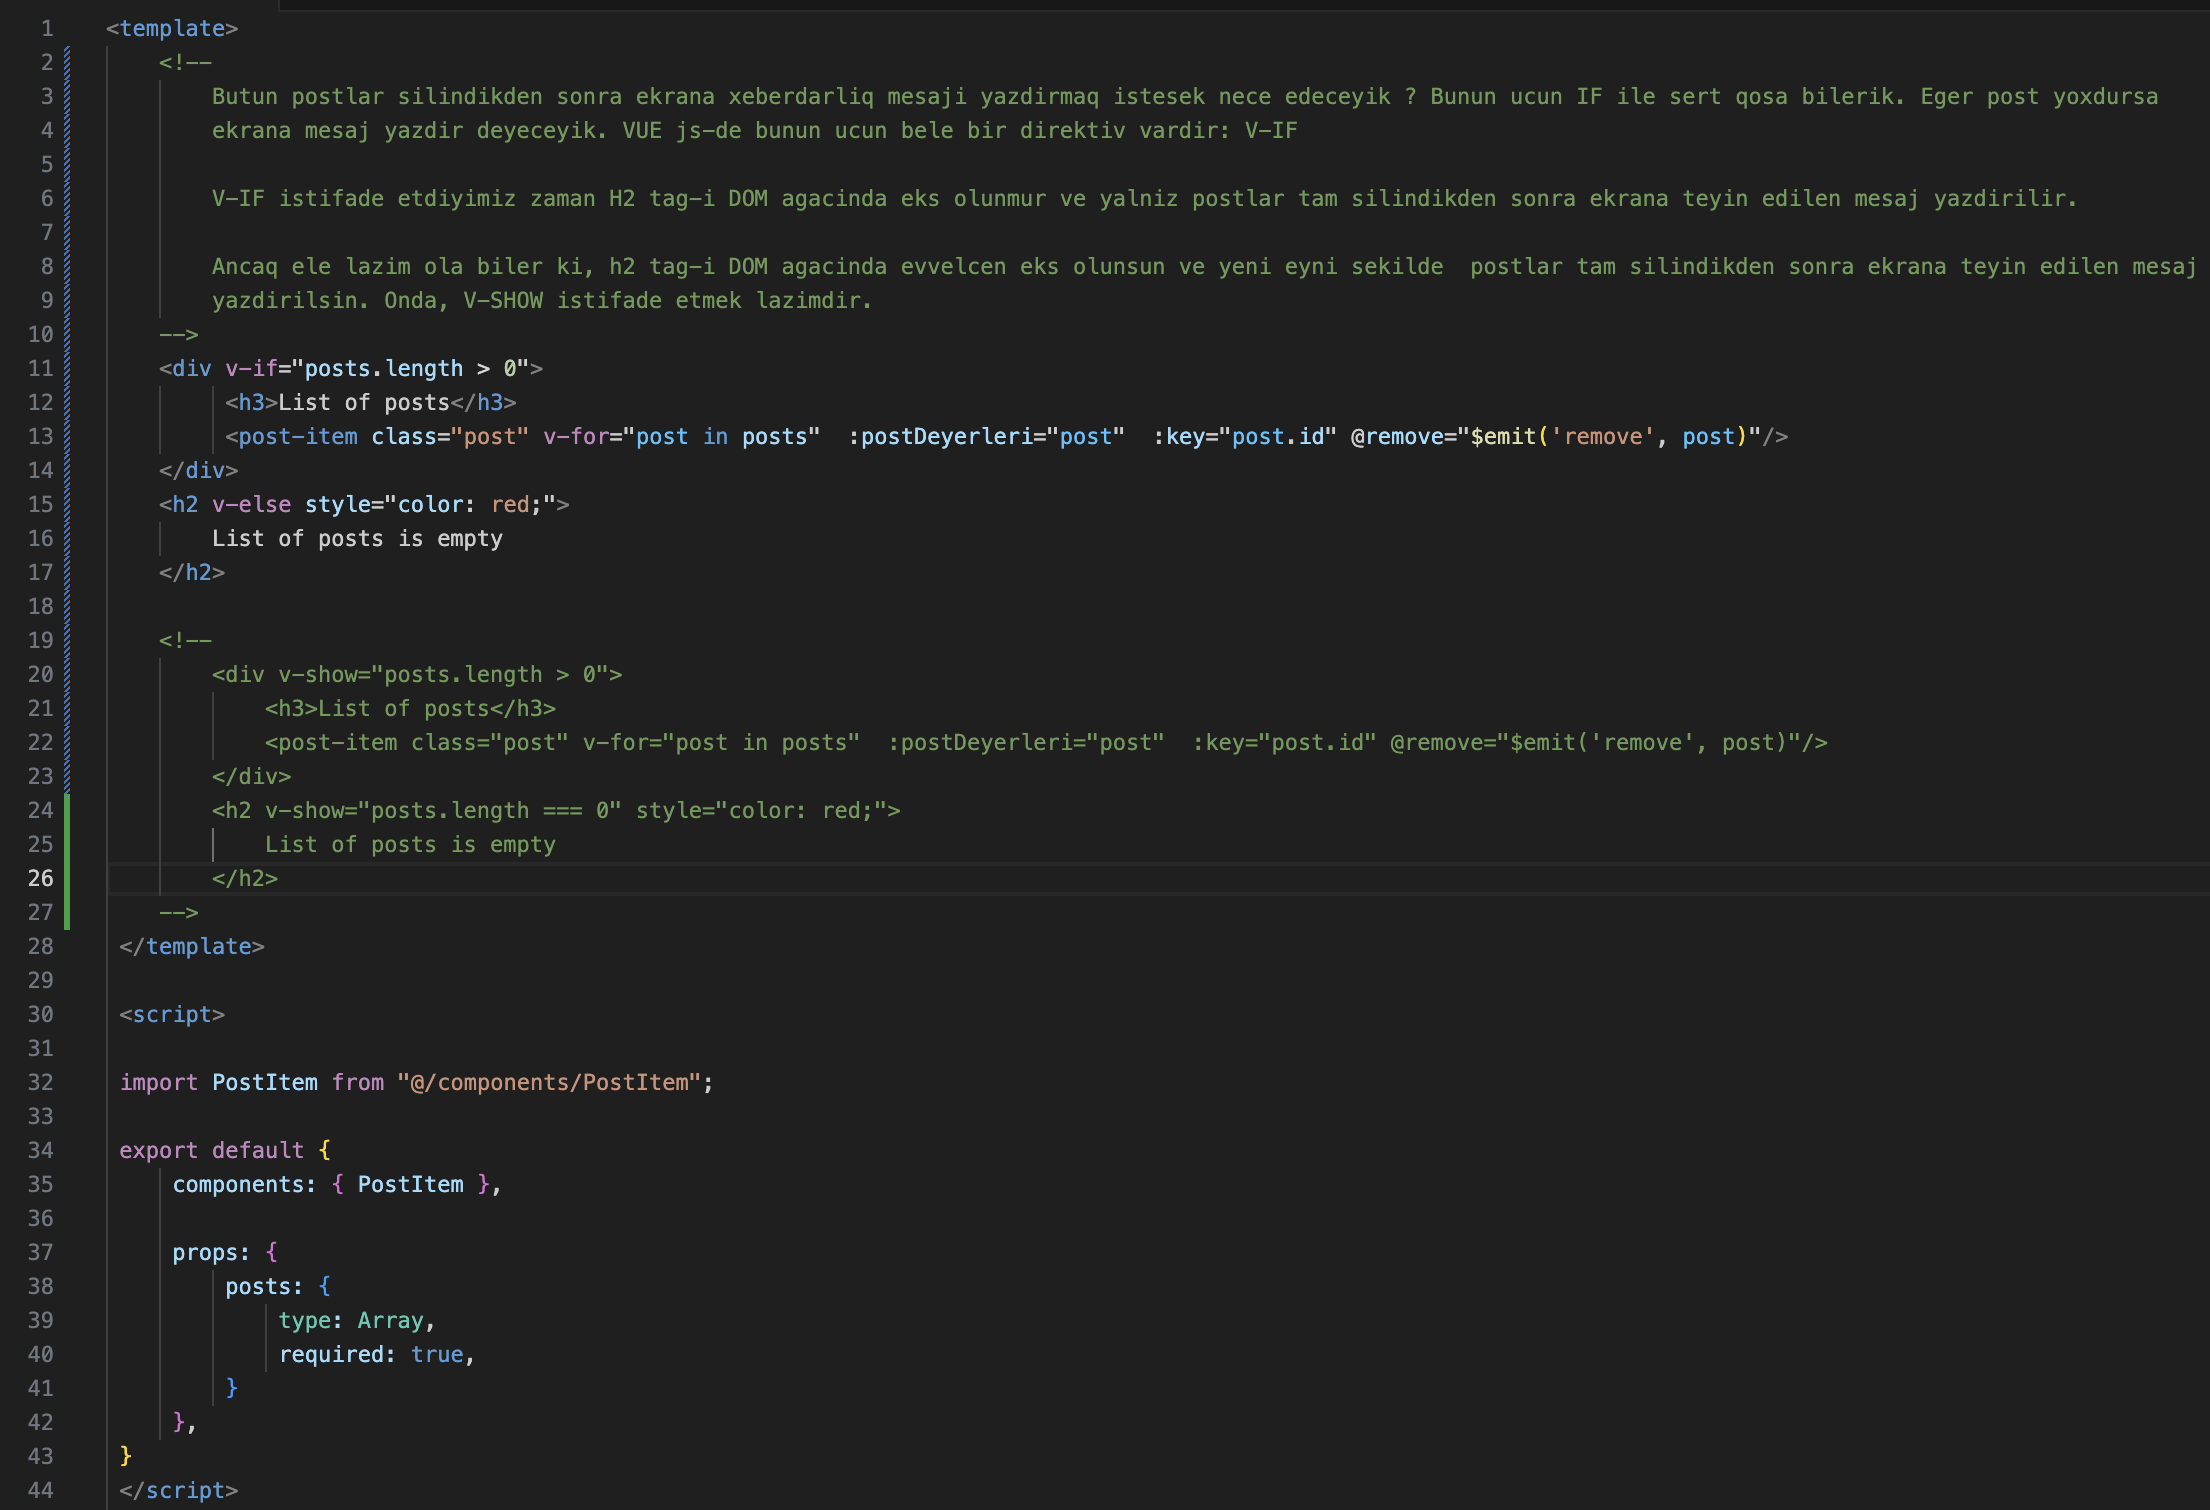 1 <template>
2 <!--
3 Butun postlar silindikden sonra ekrana xeberdarliq mesaji yazdirmaq istesek nece edeceyik ? Bunun ucun IF ile sert qosa bilerik. Eger post yoxdursa
4 ekrana mesaj yazdir deyeceyik. VUE js-de bunun ucun bele bir direktiv vardir: V-IF
5
6 V-IF istifade etdiyimiz zaman H2 tag-i DOM agacinda eks olunmur ve yalniz postlar tam silindikden sonra ekrana teyin edilen mesaj yazdirilir.
7
8 Ancaq ele lazim ola biler ki, h2 tag-i DOM agacinda evvelcen eks olunsun ve yeni eyni sekilde  postlar tam silindikden sonra ekrana teyin edilen mesaj
9 yazdirilsin. Onda, V-SHOW istifade etmek lazimdir.
10 -->
11 <div v-if="posts.length > 0">
12 <h3>List of posts</h3>
13 <post-item class="post" v-for="post in posts"  :postDeyerleri="post"  :key="post.id" @remove="$emit('remove', post)"/>
14 </div>
15 <h2 v-else style="color: red;">
16 List of posts is empty
17 </h2>
18
19 <!--
20 <div v-show="posts.length > 0">
21 <h3>List of posts</h3>
22 <post-item class="post" v-for="post in posts"  :postDeyerleri="post"  :key="post.id" @remove="$emit('remove', post)"/>
23 </div>
24 <h2 v-show="posts.length === 0" style="color: red;">
25 List of posts is empty
26 </h2>
27 -->
28 </template>
29
30 <script>
31
32 import PostItem from "@/components/PostItem";
33
34 export default {
35 components: { PostItem },
36
37 props: {
38 posts: {
39 type: Array,
40 required: true,
41 }
42 },
43 }
44 </script>